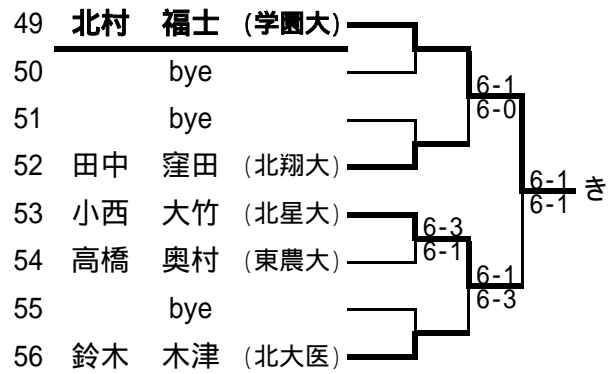 49 北村 福士 (学園大)
50 bye
6-1
6-0
51 bye
52 田中 窪田 (北翔大)
6-1
6-1
き
53 小西 大竹 (北星大)
6-3
6-1
54 高橋 奥村 (東農大)
6-1
6-3
55 bye
56 鈴木 木津 (北大医)